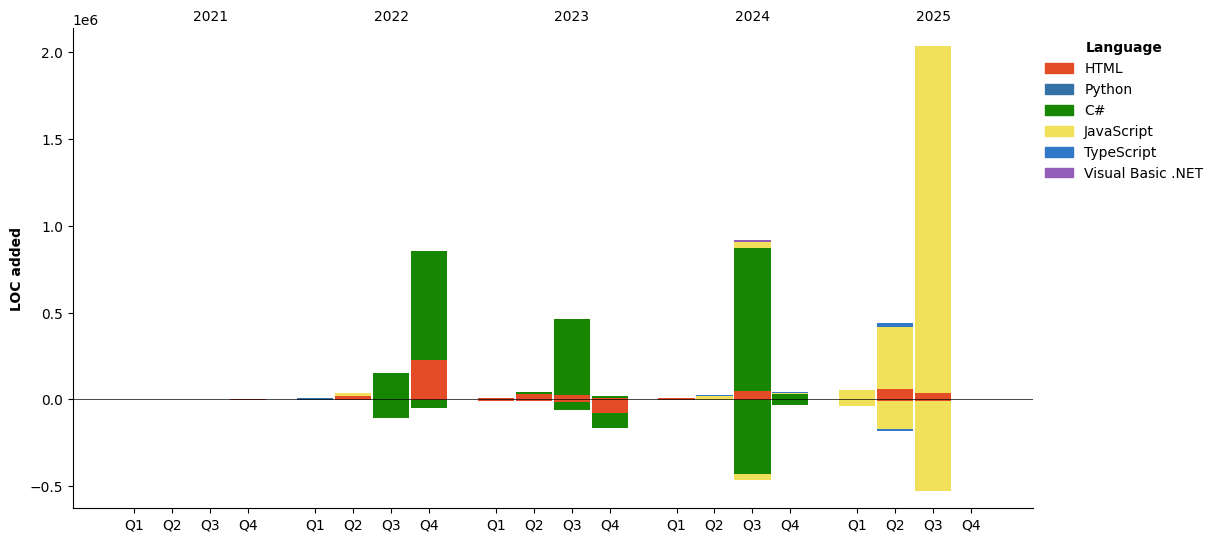 1e6
2021 2022 2023 2024 2025
Language
HTML
Python
C#
JavaScript
TypeScript
Visual Basic .NET
LOC added
2.0
1.5
1.0
0.5
0.0
−0.5
Q1 Q2 Q3 Q4 Q1 Q2 Q3 Q4 Q1 Q2 Q3 Q4 Q1 Q2 Q3 Q4 Q1 Q2 Q3 Q4